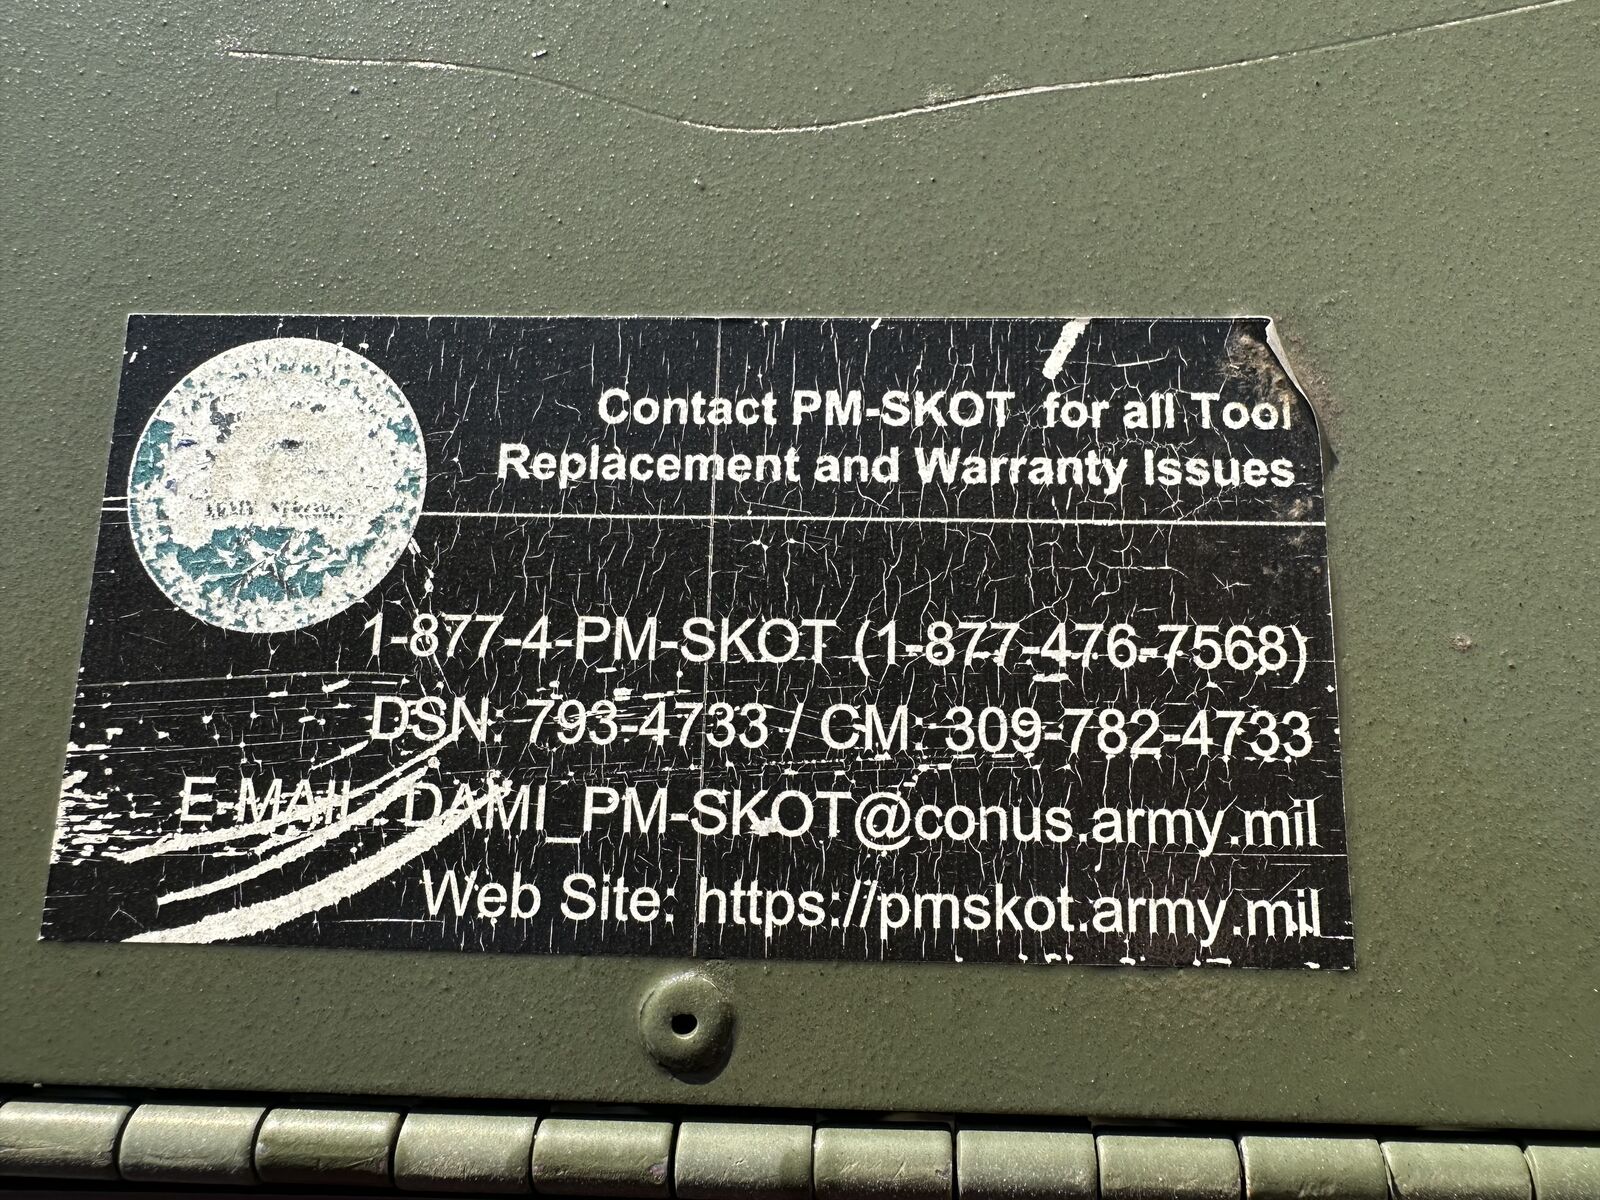 ARMY STRONG
Contact PM-SKOT for all Tool
Replacement and Warranty Issues
1-877-4-PM-SKOT (1-877-476-7568)
DSN: 793-4733 / CM: 309-782-4733
E-MAIL: DAMI_PM-SKOT@conus.army.mil
Web Site: https://pmskot.army.mil